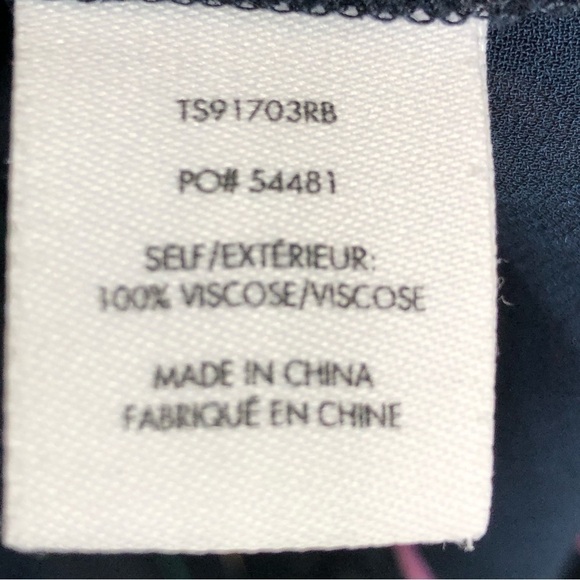 TS91703RB
PO# 54481
SELF/EXTÉRIEUR:
100% VISCOSE/VISCOSE
MADE IN CHINA
FABRIQUÉ EN CHINE